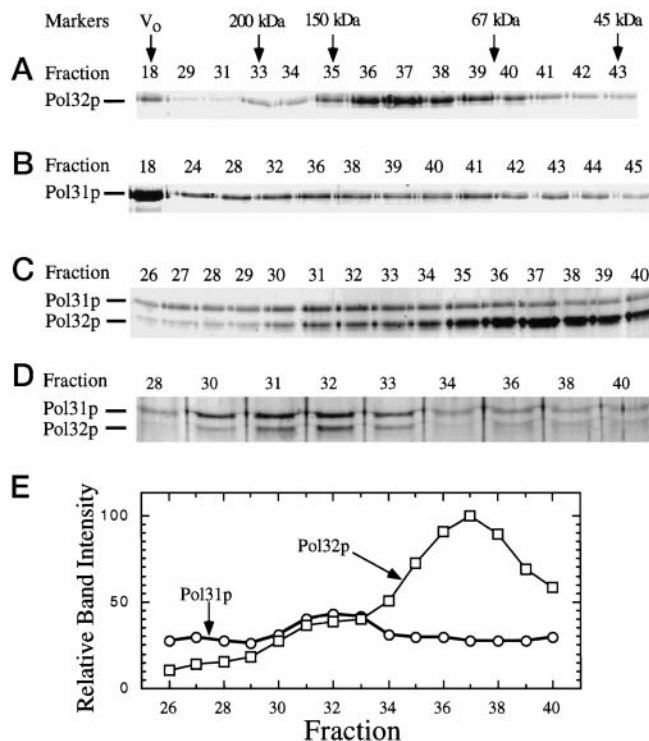 Markers V₀ 200 kDa 150 kDa 67 kDa 45 kDa
A Fraction 18 29 31 33 34 35 36 37 38 39 40 41 42 43
Pol32p
B Fraction 18 24 28 32 36 38 39 40 41 42 43 44 45
Pol31p
C Fraction 26 27 28 29 30 31 32 33 34 35 36 37 38 39 40
Pol31p
Pol32p
D Fraction 28 30 31 32 33 34 36 38 40
Pol31p
Pol32p
E
Relative Band Intensity
100
50
0
Pol32p
Pol31p
26 28 30 32 34 36 38 40
Fraction